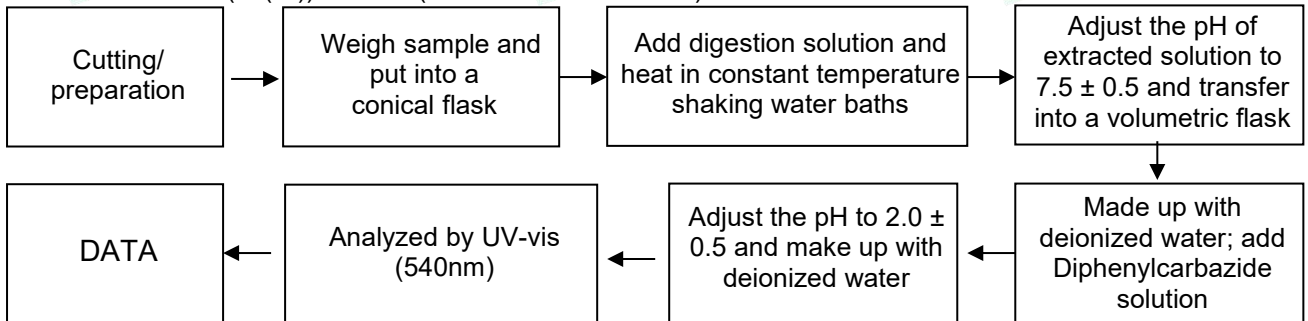 Cutting/
preparation
Weigh sample and
put into a
conical flask
Add digestion solution and
heat in constant temperature
shaking water baths
Adjust the pH of
extracted solution to
7.5 ± 0.5 and transfer
into a volumetric flask
Made up with
deionized water; add
Diphenylcarbazide
solution
Adjust the pH to 2.0 ±
0.5 and make up with
deionized water
Analyzed by UV-vis
(540nm)
DATA